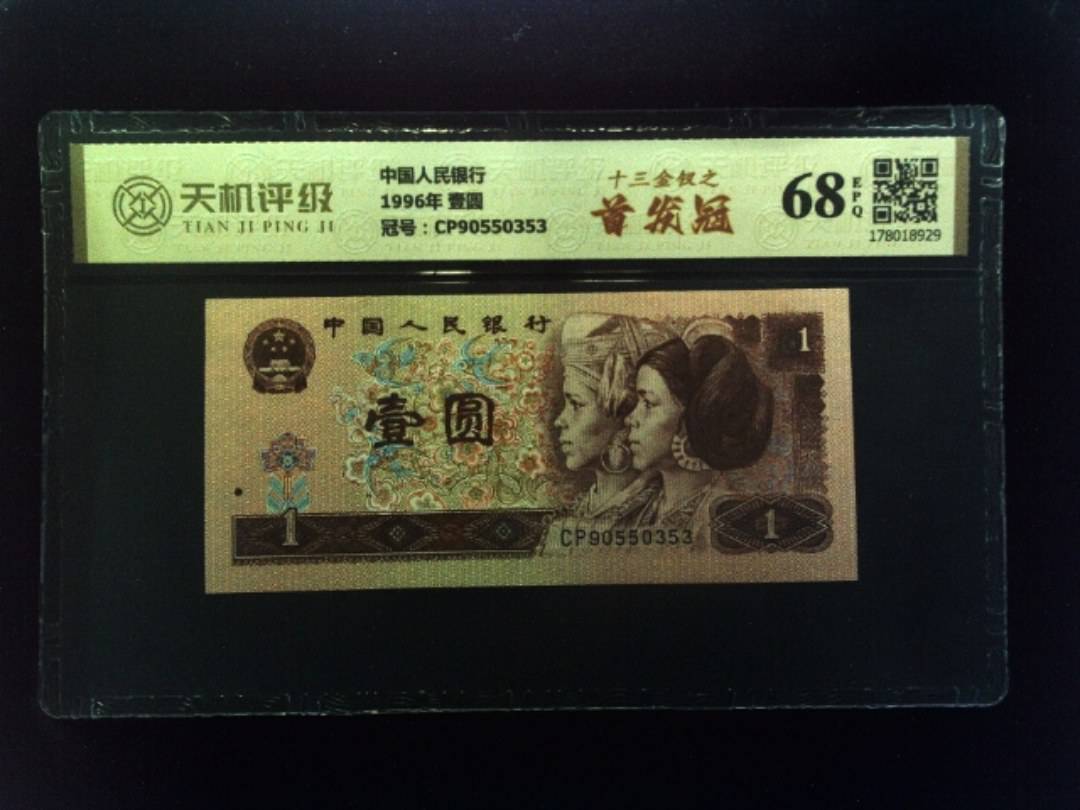 天机评级
TIAN JI PING JI
中国人民银行
1996年 壹圆
冠号：CP90550353
十三金钗之
首发冠
68
EPQ
178018929
中国人民银行
1
壹圆
1
CP90550353
1